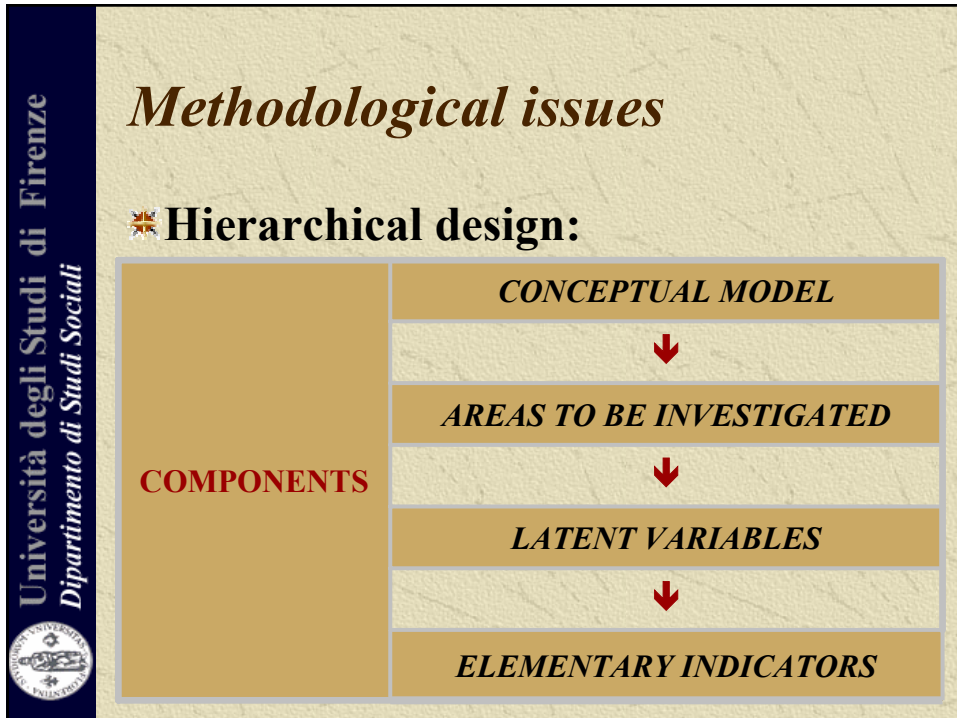 Methodological issues
Hierarchical design:
COMPONENTS
CONCEPTUAL MODEL
🡻
AREAS TO BE INVESTIGATED
🡻
LATENT VARIABLES
🡻
ELEMENTARY INDICATORS
Università degli Studi di Firenze
Dipartimento di Studi Sociali